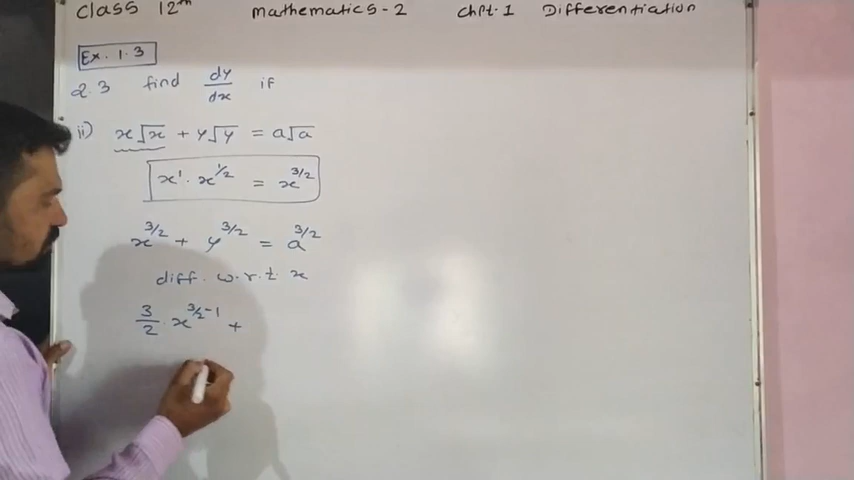 Class 12th mathematics-2 Chpt.1 Differentiation
Ex. 1.3
Q.3 find dy/dx if
ii) x√x + y√y = a√a
x¹ · x^1/2 = x^3/2
x^3/2 + y^3/2 = a^3/2
diff. w.r.t. x
3/2 · x^3/2-1 +